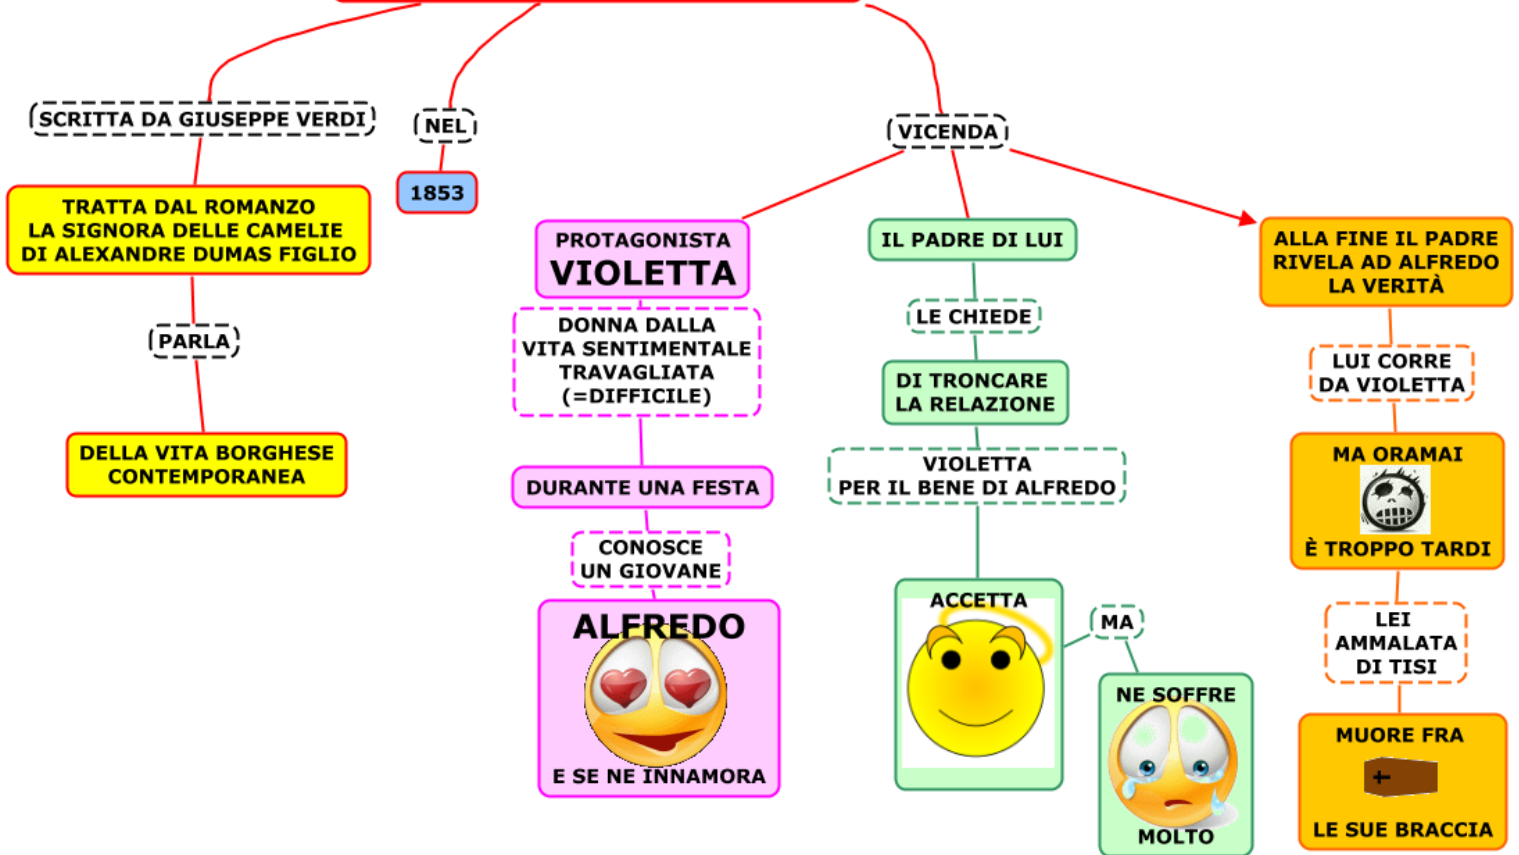 SCRITTA DA GIUSEPPE VERDI
TRATTA DAL ROMANZO
LA SIGNORA DELLE CAMELIE
DI ALEXANDRE DUMAS FIGLIO
PARLA
DELLA VITA BORGHESE
CONTEMPORANEA
NEL
1853
VICENDA
PROTAGONISTA
VIOLETTA
DONNA DALLA
VITA SENTIMENTALE
TRAVAGLIATA
(=DIFFICILE)
DURANTE UNA FESTA
CONOSCE
UN GIOVANE
ALFREDO
E SE NE INNAMORA
IL PADRE DI LUI
LE CHIEDE
DI TRONCARE
LA RELAZIONE
VIOLETTA
PER IL BENE DI ALFREDO
ACCETTA
MA
NE SOFFRE
MOLTO
ALLA FINE IL PADRE
RIVELA AD ALFREDO
LA VERITÀ
LUI CORRE
DA VIOLETTA
MA ORAMAI
È TROPPO TARDI
LEI
AMMALATA
DI TISI
MUORE FRA
LE SUE BRACCIA